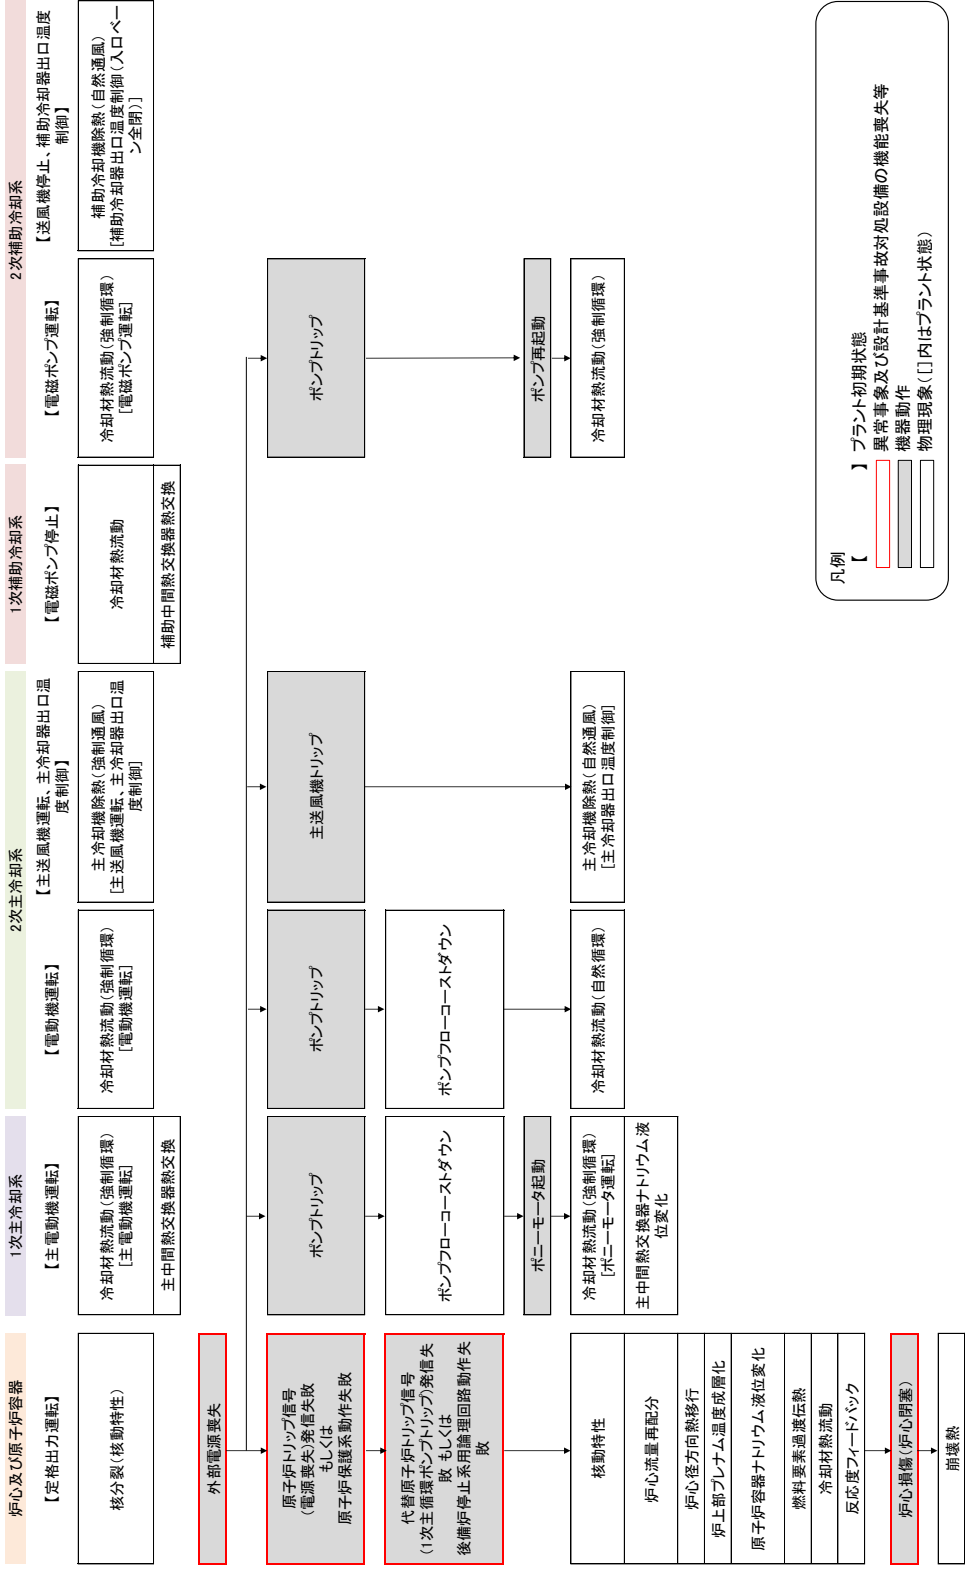 炉心及び原子炉容器
【定格出力運転】
核分裂（核動特性）
外部電源喪失
原子炉トリップ信号
（電源喪失）発信失敗
もしくは
原子炉保護系動作失敗
代替原子炉トリップ信号
（1次主循環ポンプトリップ）発信失
敗 もしくは
後備炉停止系用論理回路動作失
敗
核動特性
炉心流量再配分
炉心径方向熱移行
炉上部プレナム温度成層化
原子炉容器ナトリウム液位変化
燃料要素過渡伝熱
冷却材熱流動
反応度フィードバック
炉心損傷（炉心閉塞）
崩壊熱
1次主冷却系
【主電動機運転】
冷却材熱流動（強制循環）
[主電動機運転]
主中間熱交換器熱交換
ポンプトリップ
ポンプフローコーストダウン
ポニーモータ起動
冷却材熱流動（強制循環）
[ポニーモータ運転]
主中間熱交換器ナトリウム液
位変化
2次主冷却系
【電動機運転】
冷却材熱流動（強制循環）
[電動機運転]
ポンプトリップ
ポンプフローコーストダウン
冷却材熱流動（自然循環）
【主送風機運転、主冷却器出口温
度制御】
主冷却機除熱（強制通風）
[主送風機運転、主冷却器出口温
度制御]
主送風機トリップ
主冷却機除熱（自然通風）
[主冷却器出口温度制御]
1次補助冷却系
【電磁ポンプ停止】
冷却材熱流動
補助中間熱交換器熱交換
2次補助冷却系
【電磁ポンプ運転】
冷却材熱流動（強制循環）
[電磁ポンプ運転]
ポンプトリップ
ポンプ再起動
冷却材熱流動（強制循環）
【送風機停止、補助冷却器出口温度
制御】
補助冷却機除熱（自然通風）
[補助冷却器出口温度制御（入口ベー
ン全閉）]
凡例
【 】 プラント初期状態
異常事象及び設計基準事故対処設備の機能喪失等
機器動作
物理現象（[ ]内はプラント状態）